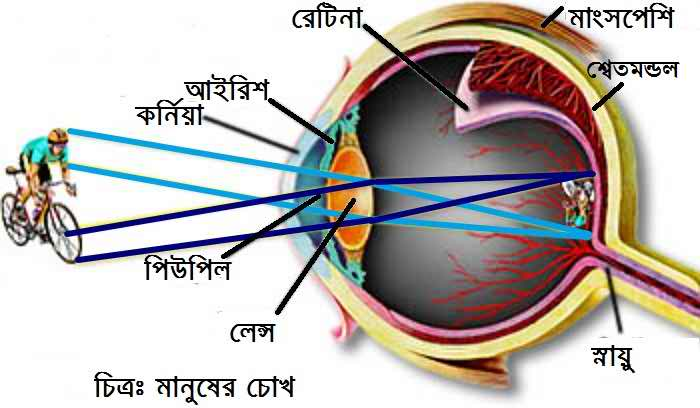 রেটিনা
মাংসপেশি
শ্বেতমন্ডল
আইরিশ
কর্নিয়া
পিউপিল
লেন্স
স্নায়ু
চিত্রঃ মানুষের চোখ